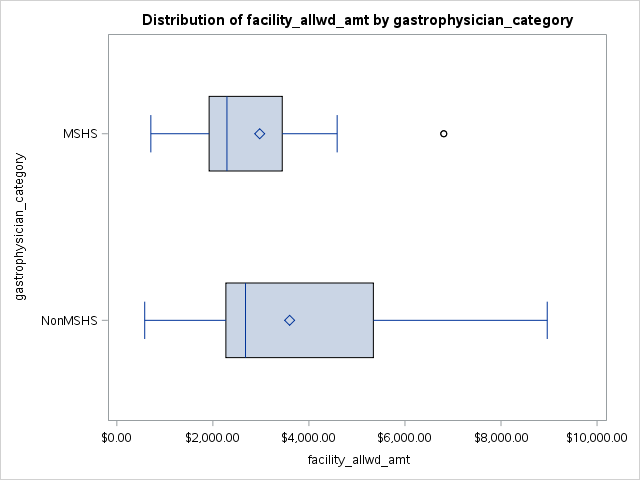 Distribution of facility_allwd_amt by gastrophysician_category
gastrophysician_category
MSHS
NonMSHS
$0.00
$2,000.00
$4,000.00
$6,000.00
$8,000.00
$10,000.00
facility_allwd_amt